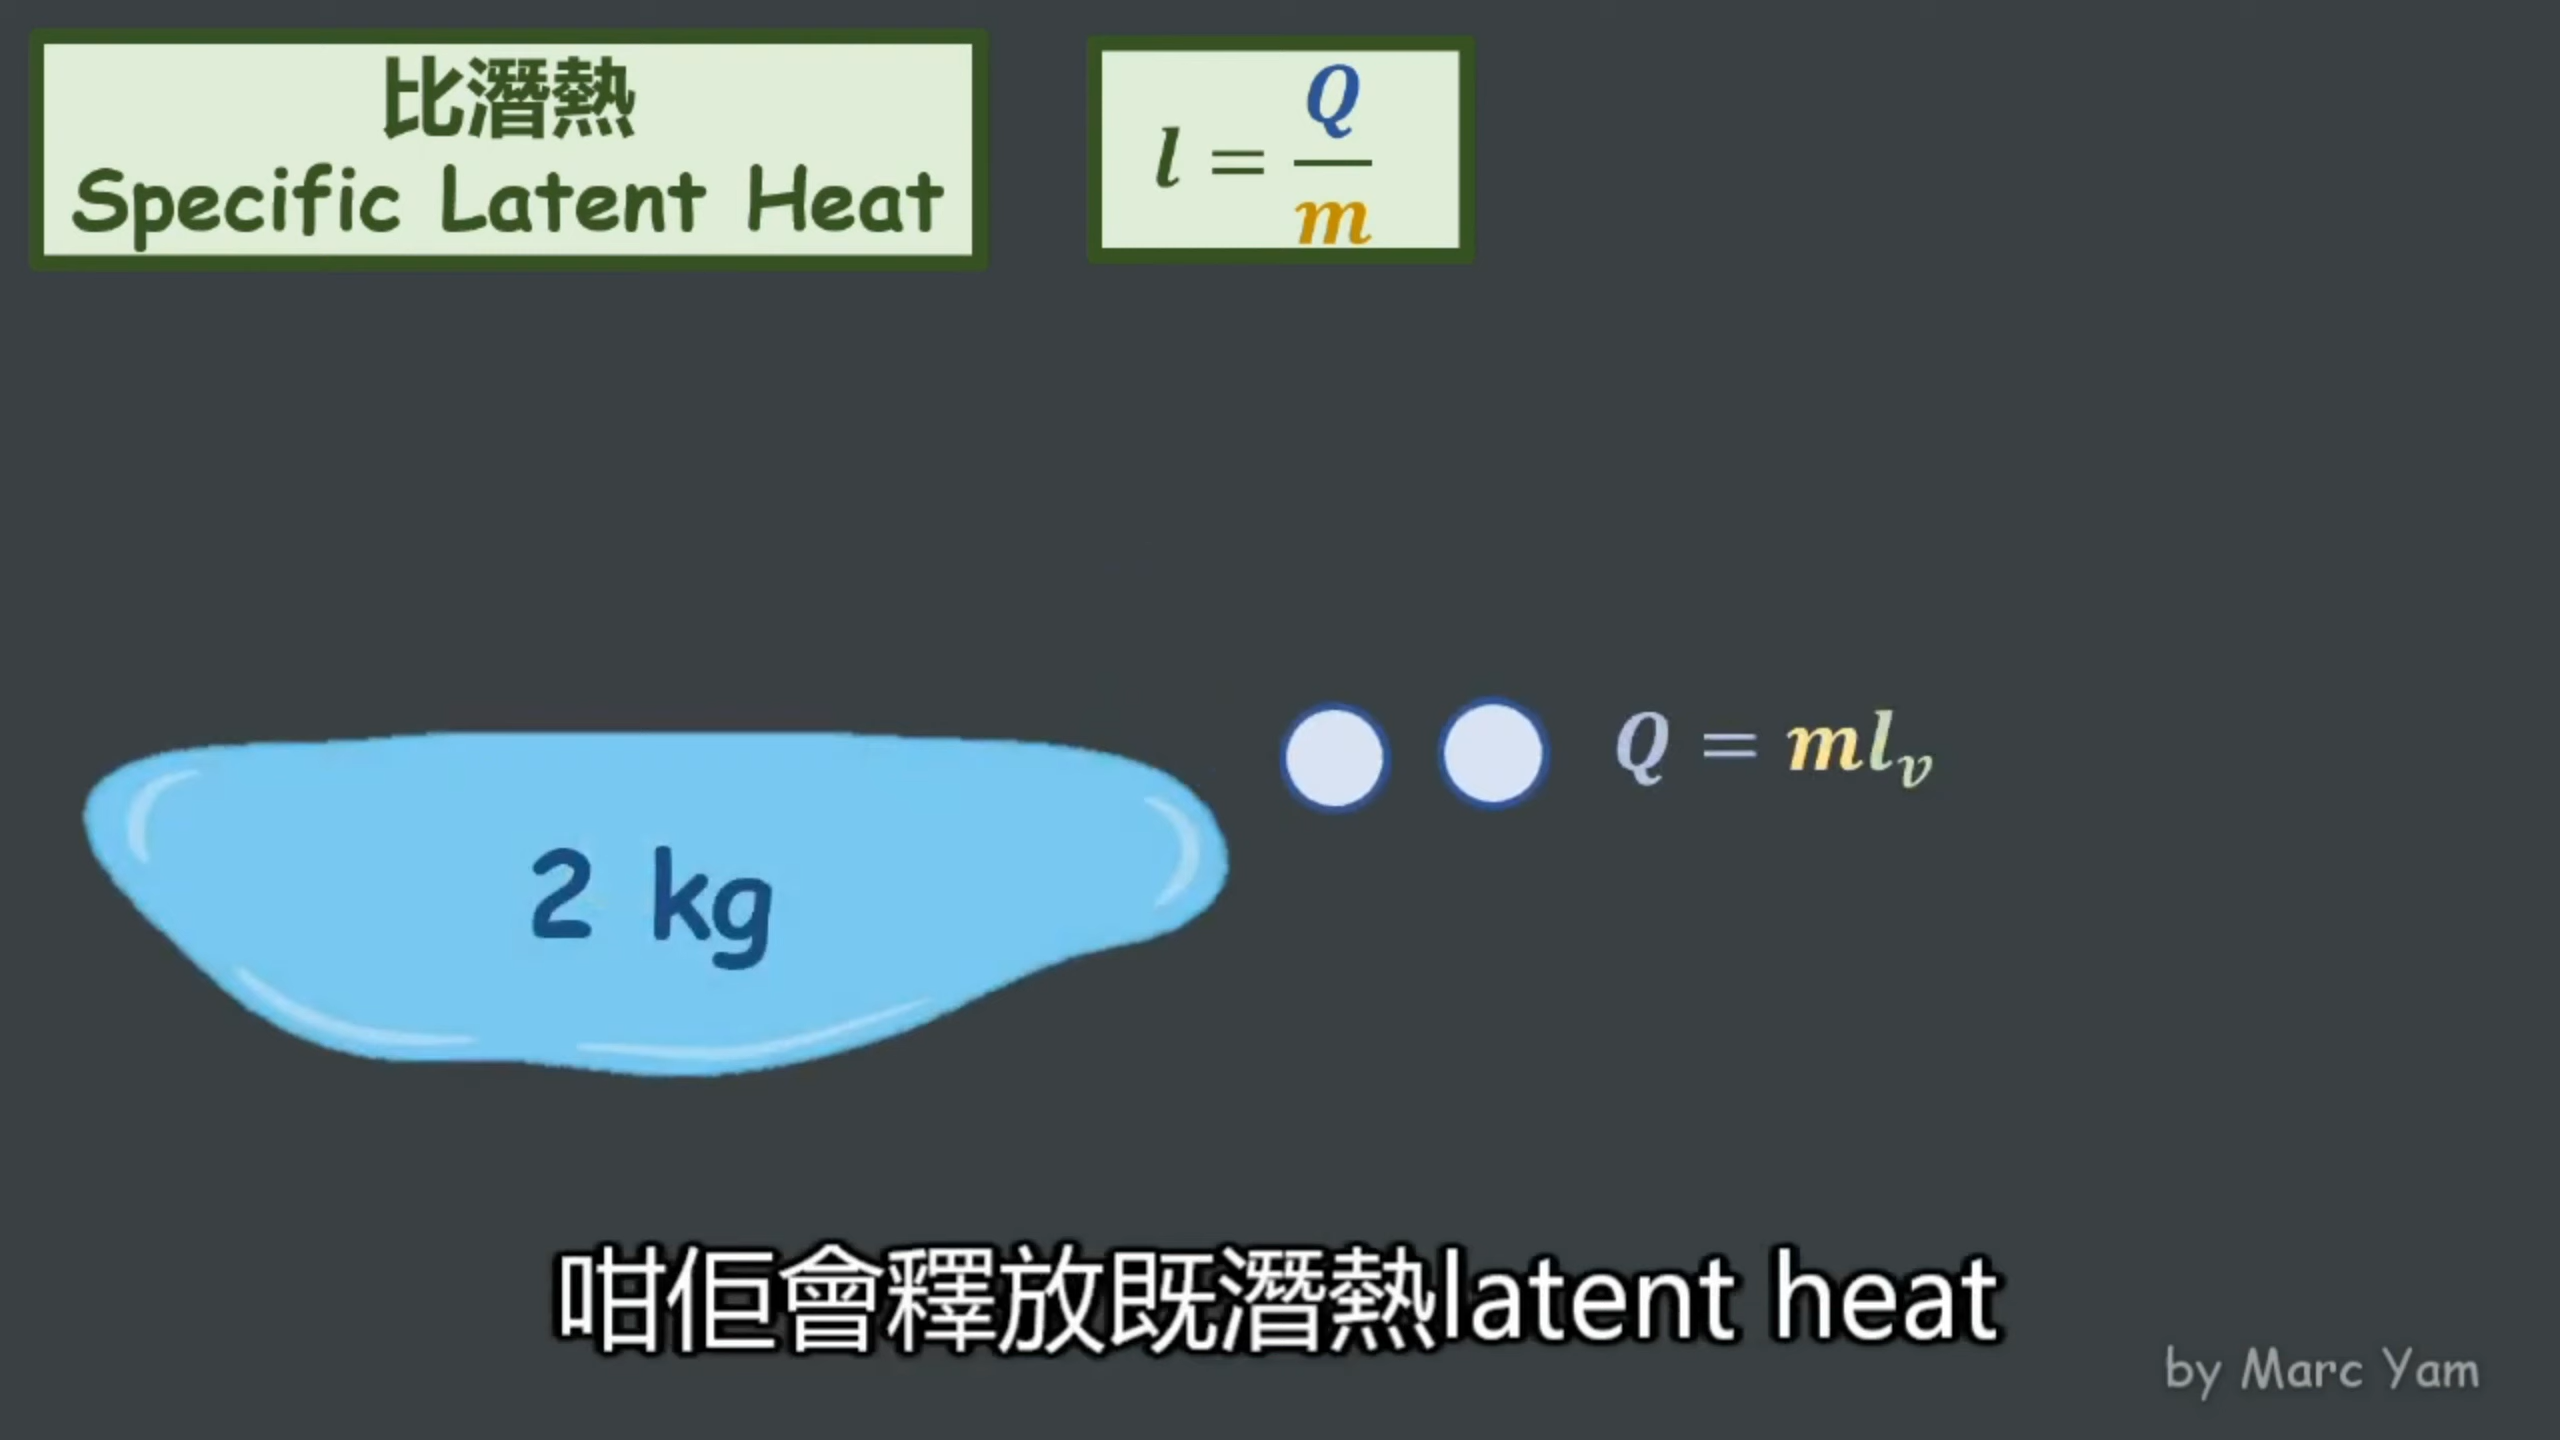 比潛熱
Specific Latent Heat
l = Q/m
Q = ml_v
2 kg
咁佢會釋放既潛熱latent heat
by Marc Yam